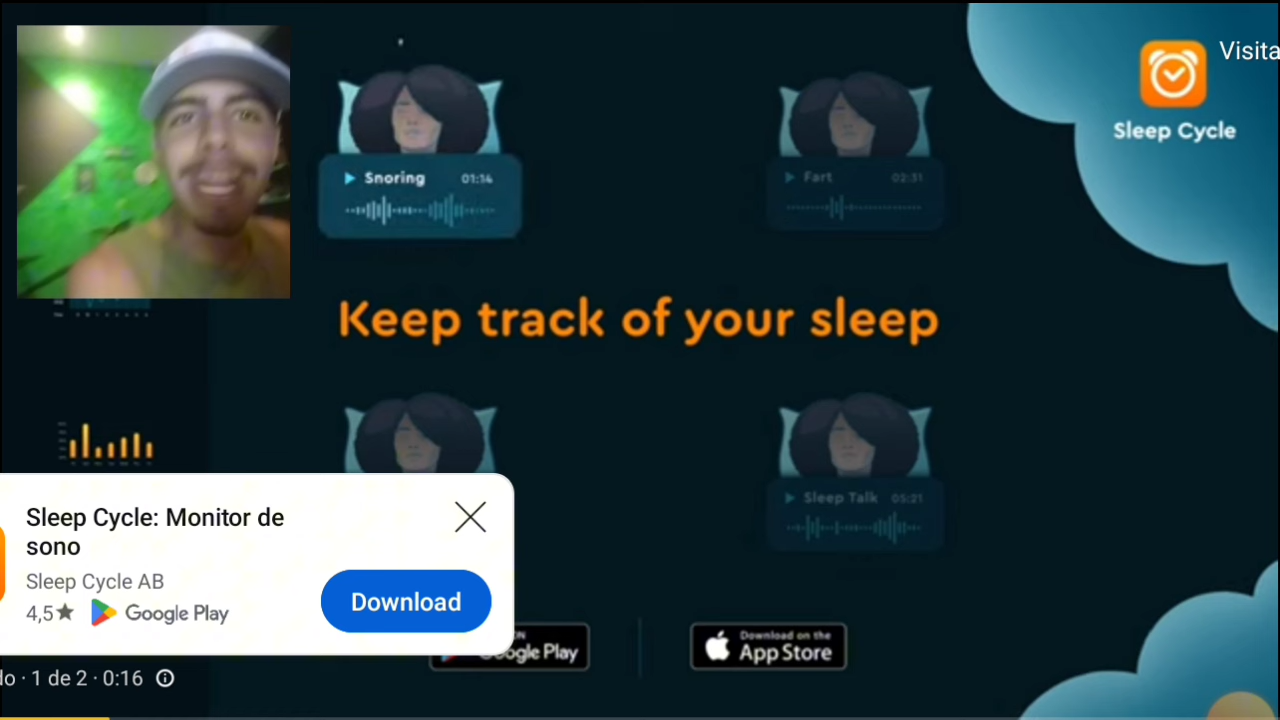 Visita
Sleep Cycle
Snoring 01:14
Fart 02:31
Keep track of your sleep
Sleep Talk 05:21
Sleep Cycle: Monitor de
sono
Sleep Cycle AB
4,5★ Google Play
Download
ON
Google Play
Download on the
App Store
do · 1 de 2 · 0:16